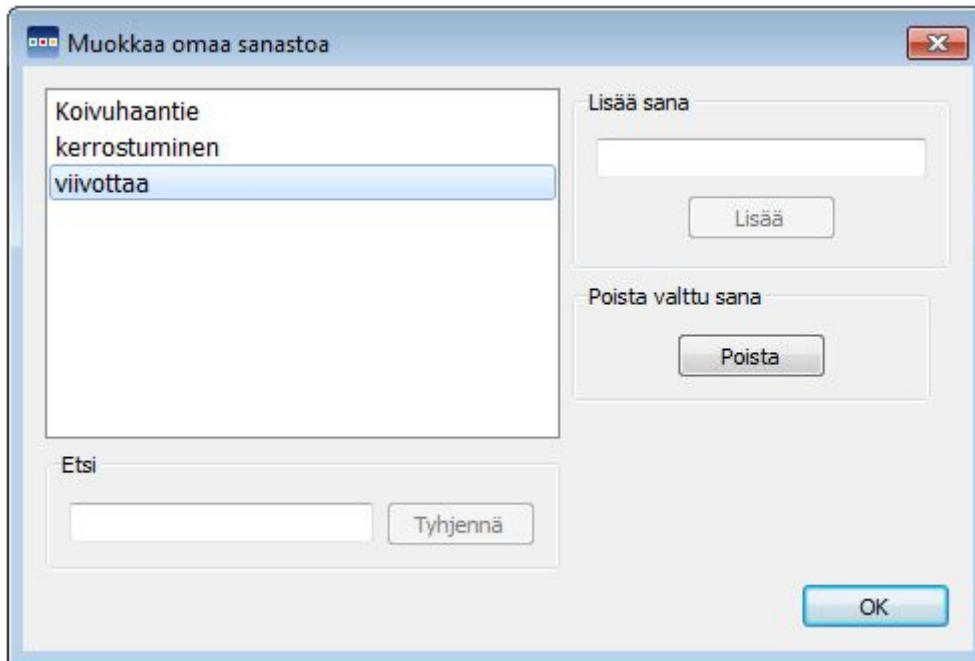 Muokkaa omaa sanastoa
Koivuhaantie
kerrostuminen
viivottaa
Lisää sana
Lisää
Poista valttu sana
Poista
Etsi
Tyhjennä
OK